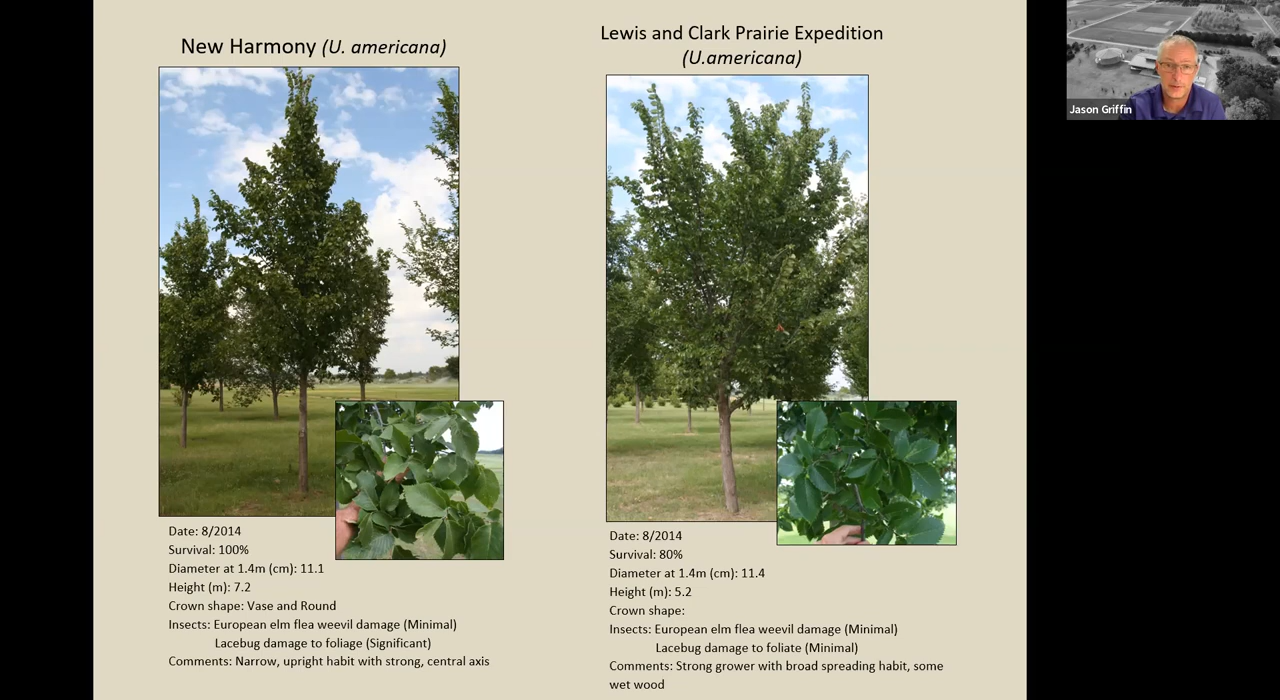 New Harmony (U. americana)
Date: 8/2014
Survival: 100%
Diameter at 1.4m (cm): 11.1
Height (m): 7.2
Crown shape: Vase and Round
Insects: European elm flea weevil damage (Minimal)
Lacebug damage to foliage (Significant)
Comments: Narrow, upright habit with strong, central axis
Lewis and Clark Prairie Expedition
(U.americana)
Date: 8/2014
Survival: 80%
Diameter at 1.4m (cm): 11.4
Height (m): 5.2
Crown shape:
Insects: European elm flea weevil damage (Minimal)
Lacebug damage to foliate (Minimal)
Comments: Strong grower with broad spreading habit, some
wet wood
Jason Griffin